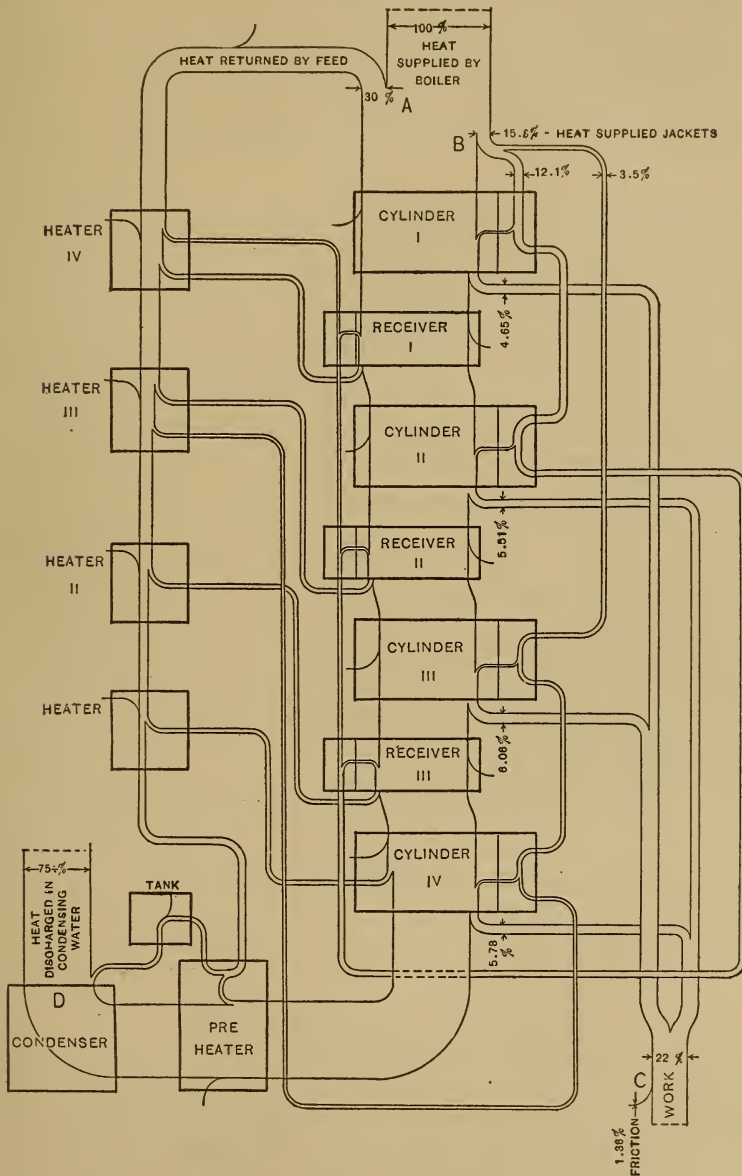 100 %
HEAT
SUPPLIED BY
BOILER
HEAT RETURNED BY FEED
30 %
A
B
15.6% - HEAT SUPPLIED JACKETS
12.1%
3.5%
HEATER
IV
CYLINDER
I
4.65%
RECEIVER
I
HEATER
III
CYLINDER
II
5.51%
RECEIVER
II
HEATER
II
CYLINDER
III
6.06%
RECEIVER
III
HEATER
CYLINDER
IV
5.78
%
75+%
HEAT
DISCHARGED IN
CONDENSING
WATER
TANK
D
CONDENSER
PRE
HEATER
22 %
C
WORK
1.36%
FRICTION